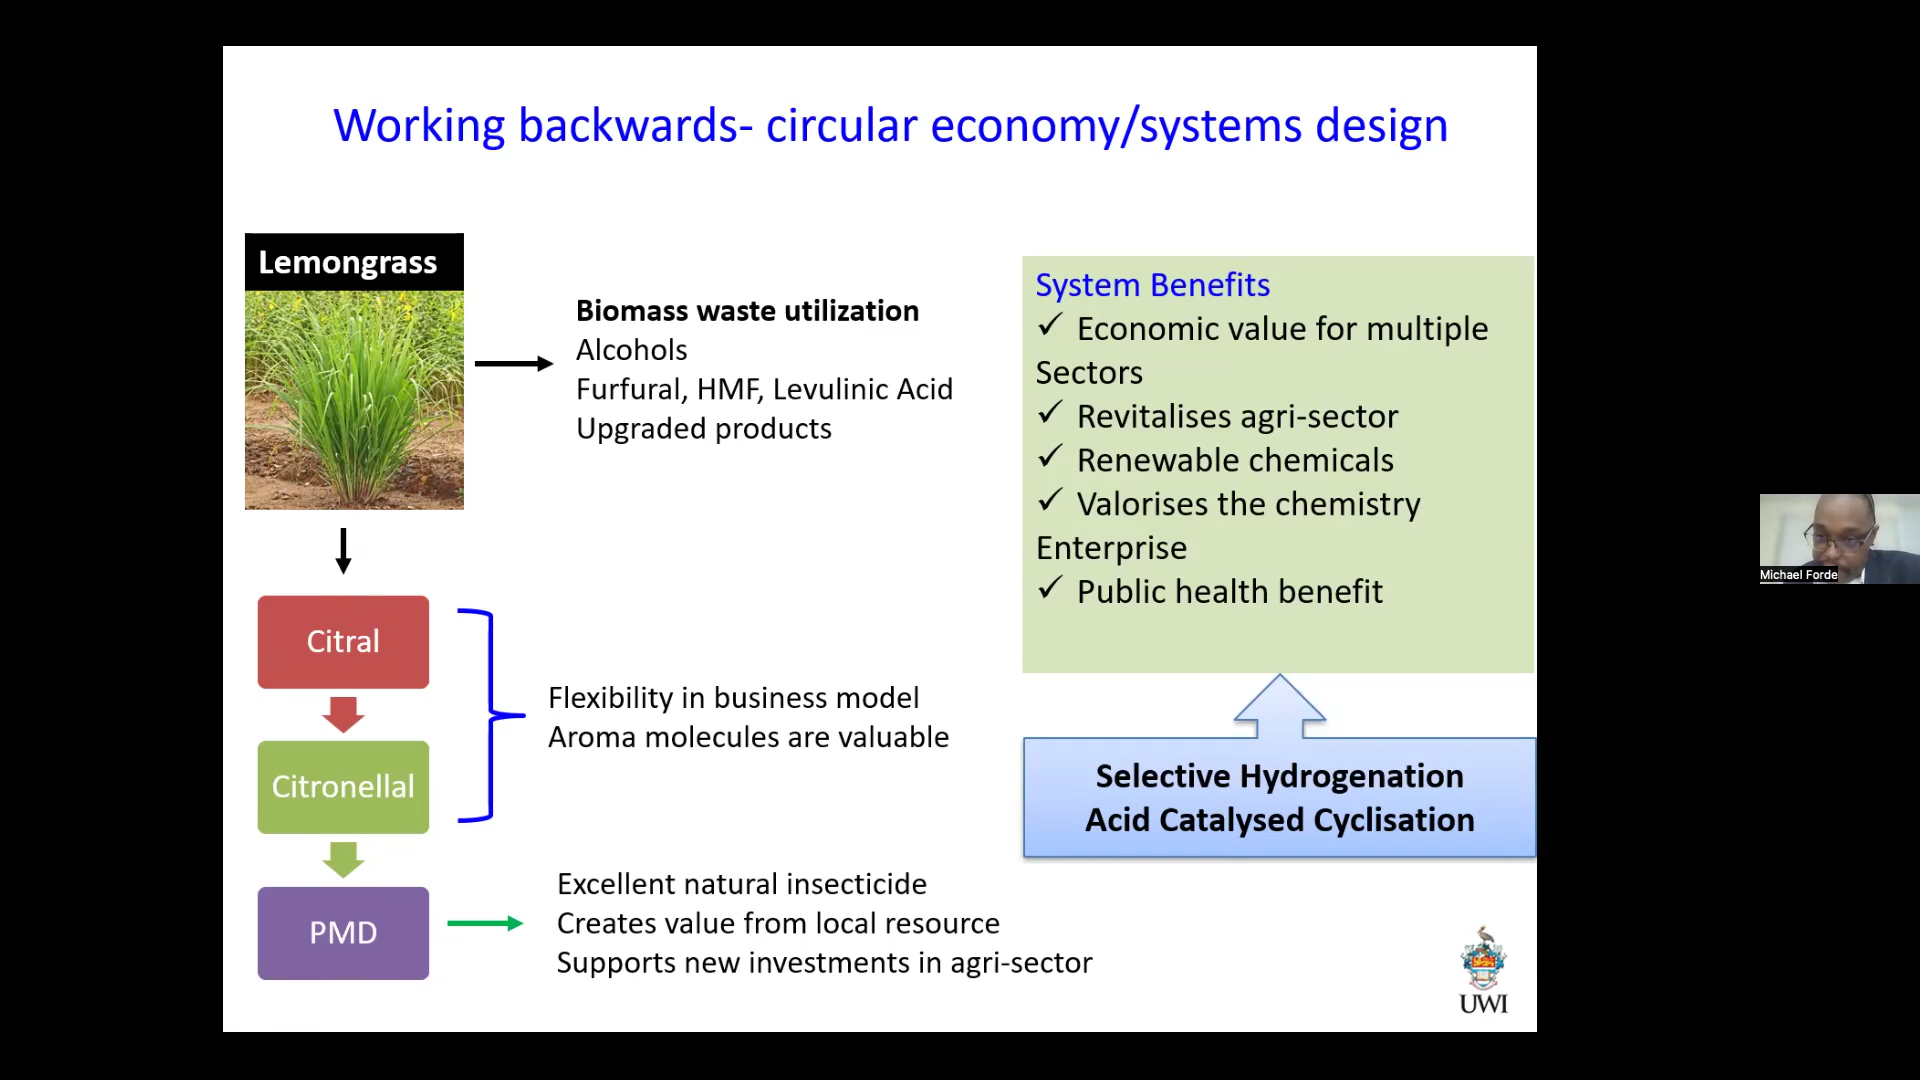 Working backwards- circular economy/systems design
Lemongrass
Biomass waste utilization
Alcohols
Furfural, HMF, Levulinic Acid
Upgraded products
System Benefits
✓ Economic value for multiple
Sectors
✓ Revitalises agri-sector
✓ Renewable chemicals
✓ Valorises the chemistry
Enterprise
✓ Public health benefit
Citral
Citronellal
PMD
Flexibility in business model
Aroma molecules are valuable
Selective Hydrogenation
Acid Catalysed Cyclisation
Excellent natural insecticide
Creates value from local resource
Supports new investments in agri-sector
UWI
Michael Forde